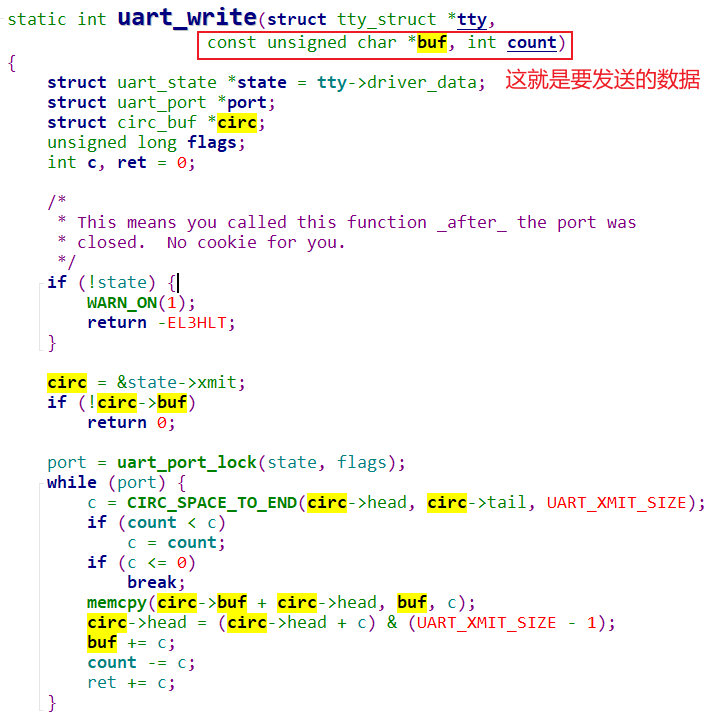 static int uart_write(struct tty_struct *tty,
const unsigned char *buf, int count)
{
struct uart_state *state = tty->driver_data; 这就是要发送的数据
struct uart_port *port;
struct circ_buf *circ;
unsigned long flags;
int c, ret = 0;
/*
* This means you called this function _after_ the port was
* closed.  No cookie for you.
*/
if (!state) {
WARN_ON(1);
return -EL3HLT;
}
circ = &state->xmit;
if (!circ->buf)
return 0;
port = uart_port_lock(state, flags);
while (port) {
c = CIRC_SPACE_TO_END(circ->head, circ->tail, UART_XMIT_SIZE);
if (count < c)
c = count;
if (c <= 0)
break;
memcpy(circ->buf + circ->head, buf, c);
circ->head = (circ->head + c) & (UART_XMIT_SIZE - 1);
buf += c;
count -= c;
ret += c;
}